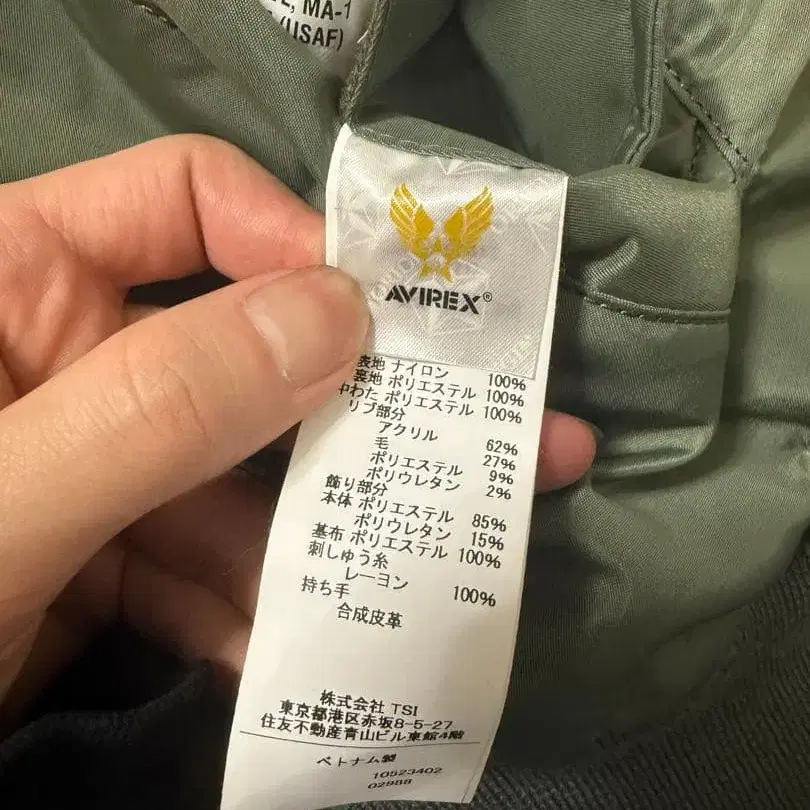 MA-1
(USAF)
AVIREX®
表地 ナイロン 100%
裏地 ポリエステル 100%
中わた ポリエステル 100%
リブ部分
アクリル 62%
毛 27%
ポリエステル 9%
ポリウレタン 2%
飾り部分
本体 ポリエステル 85%
ポリウレタン 15%
基布 ポリエステル 100%
刺しゅう糸
レーヨン 100%
持ち手
合成皮革
株式会社 TSI
東京都港区赤坂8-5-27
住友不動産青山ビル東館4階
ベトナム製
10523402
02988